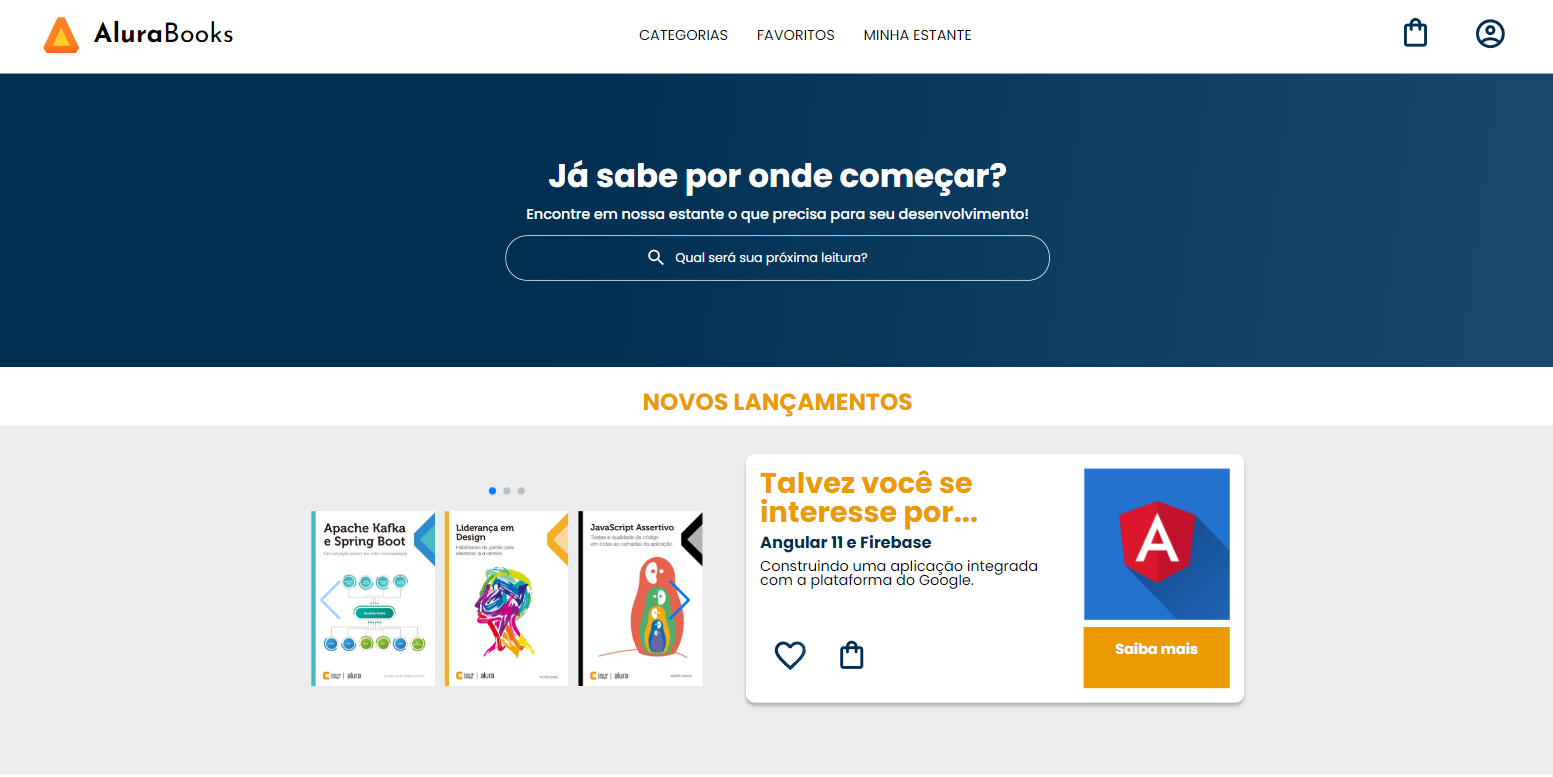 AluraBooks
CATEGORIAS
FAVORITOS
MINHA ESTANTE
Já sabe por onde começar?
Encontre em nossa estante o que precisa para seu desenvolvimento!
Qual será sua próxima leitura?
NOVOS LANÇAMENTOS
Apache Kafka
e Spring Boot
Apache Kafka
alura
Liderança em
Design
Habilidades de gestão para
alavancar sua carreira
alura
JavaScript Assertivo
Testes e qualidade de código
em todas as camadas da aplicação
alura
Talvez você se
interesse por...
Angular 11 e Firebase
Construindo uma aplicação integrada
com a plataforma do Google.
A
Saiba mais